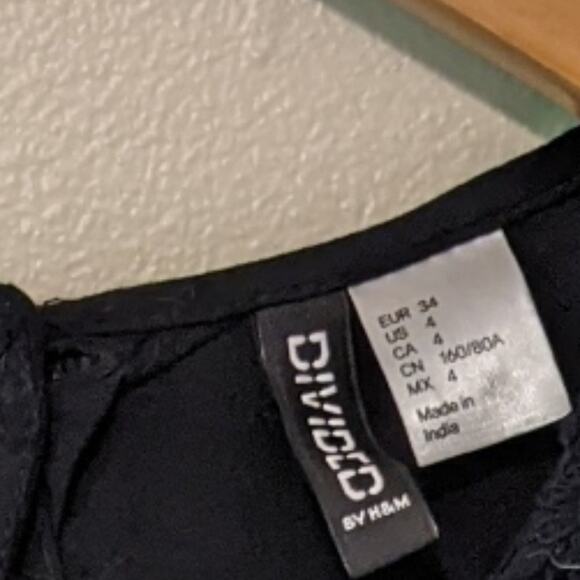 DIVIDED
BY H&M
EUR 34
US 4
CA 4
CN 160/80A
MX 4
Made in
India